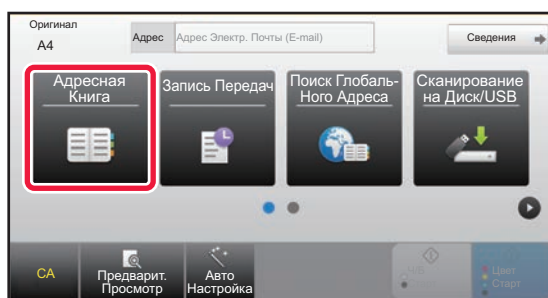 Оригинал
A4
Адрес
Адрес Электр. Почты (E-mail)
Сведения
Адресная
Книга
Запись Передач
Поиск Глобаль-
Ного Адреса
Сканирование
на Диск/USB
CA
Предварит.
Просмотр
Авто
Настройка
Ч/Б
Старт
Цвет
Старт